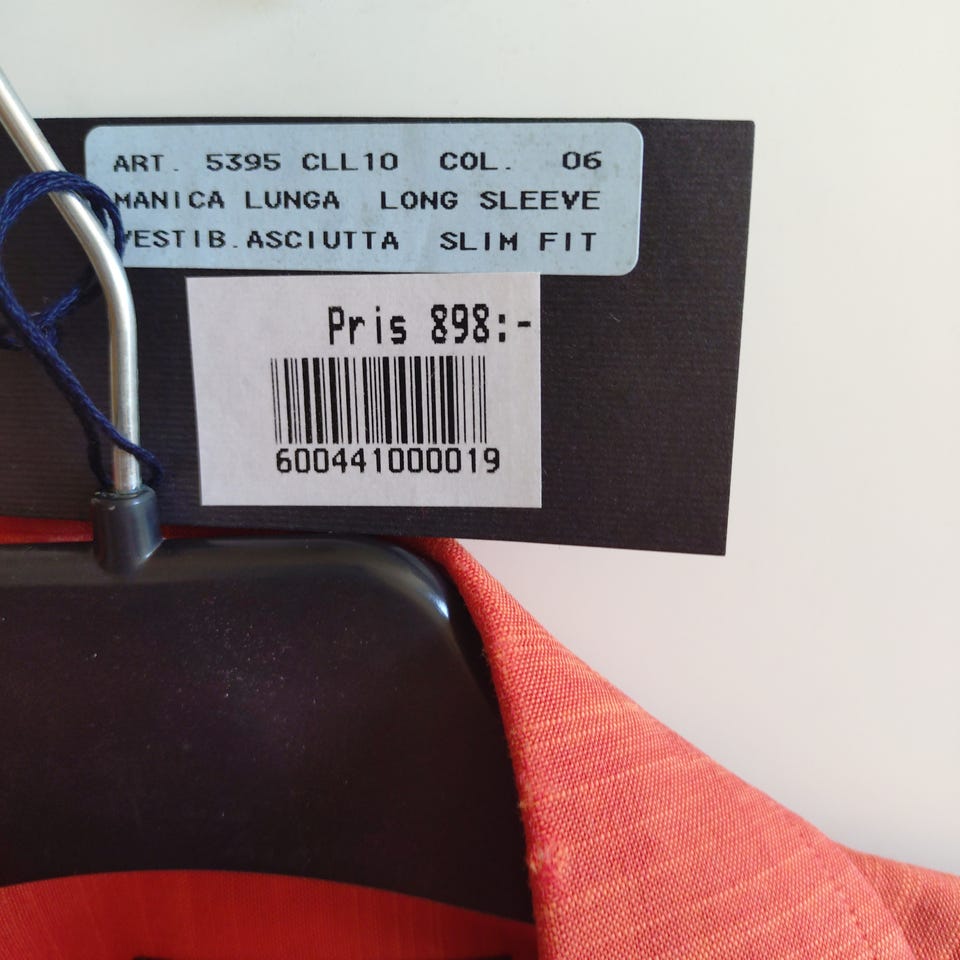 ART. 5395 CLL10 COL. 06
MANICA LUNGA LONG SLEEVE
VESTIB.ASCIUTTA SLIM FIT
Pris 898:-
600441000019